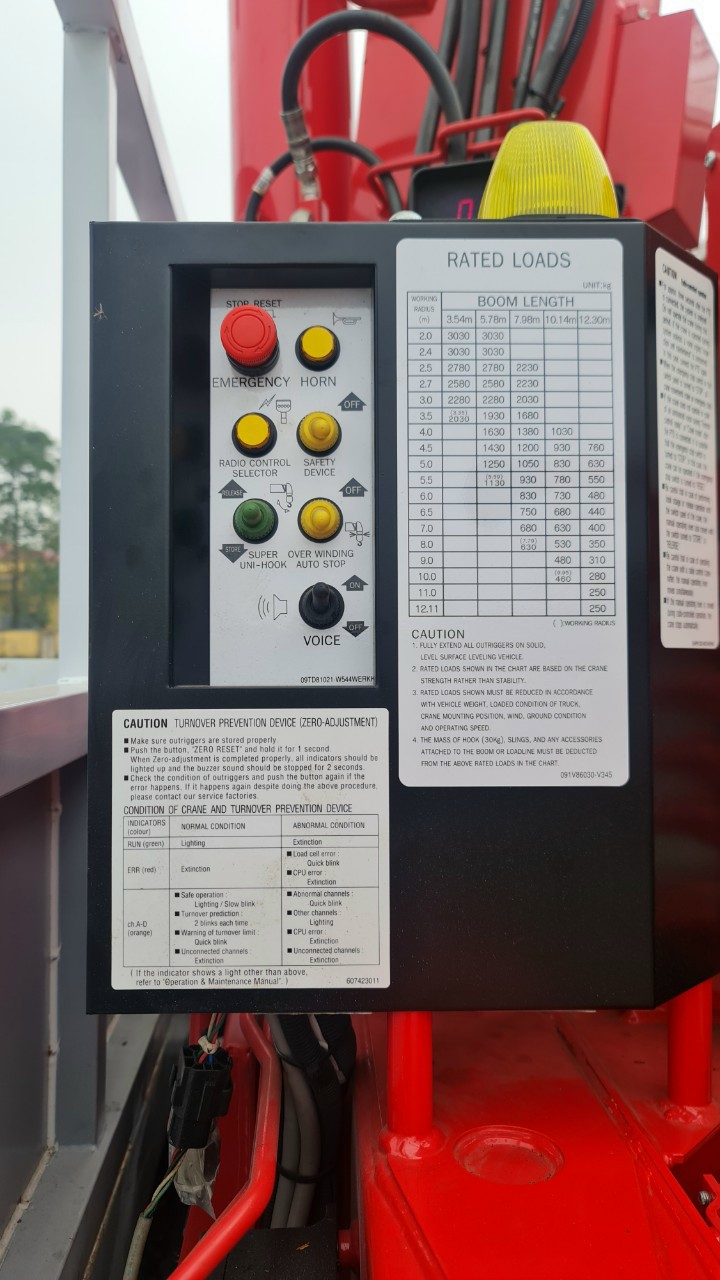 STOP RESET
EMERGENCY HORN
OFF
RADIO CONTROL SELECTOR
SAFETY DEVICE
RELEASE
OFF
STORE
SUPER UNI-HOOK
OVER WINDING AUTO STOP
ON
VOICE
OFF
09TD81021-W544WERKK
RATED LOADS
UNIT:kg
WORKING RADIUS (m) BOOM LENGTH
3.54m 5.78m 7.98m 10.14m 12.30m
2.0 3030 3030
2.4 3030 3030
2.5 2780 2780 2230
2.7 2580 2580 2230
3.0 2280 2280 2030
3.5 2030 1930 1680
4.0 1630 1380 1030
4.5 1430 1200 930 760
5.0 1250 1050 830 630
5.5 1130 930 780 550
6.0 830 730 480
6.5 750 680 440
7.0 680 630 400
8.0 (7.79) 630 530 350
9.0 480 310
10.0 (9.95) 460 280
11.0 250
12.11 250
( ):WORKING RADIUS
CAUTION
1. FULLY EXTEND ALL OUTRIGGERS ON SOLID,
LEVEL SURFACE LEVELING VEHICLE.
2. RATED LOADS SHOWN IN THE CHART ARE BASED ON THE CRANE
STRENGTH RATHER THAN STABILITY.
3. RATED LOADS SHOWN MUST BE REDUCED IN ACCORDANCE
WITH VEHICLE WEIGHT, LOADED CONDITION OF TRUCK,
CRANE MOUNTING POSITION, WIND, GROUND CONDITION
AND OPERATING SPEED.
4. THE MASS OF HOOK (30Kg), SLINGS, AND ANY ACCESSORIES
ATTACHED TO THE BOOM OR LOADLINE MUST BE DEDUCTED
FROM THE ABOVE RATED LOADS IN THE CHART.
091VB6030-V345
CAUTION TURNOVER PREVENTION DEVICE (ZERO-ADJUSTMENT)
■ Make sure outriggers are stored properly.
■ Push the button, "ZERO RESET" and hold it for 1 second.
When Zero-adjustment is completed properly, all indicators should be
lighted up and the buzzer sound should be stopped for 2 seconds.
■ Check the condition of outriggers and push the button again if the
error happens. If it happens again despite doing the above procedure,
please contact our service factories.
CONDITION OF CRANE AND TURNOVER PREVENTION DEVICE
INDICATORS (colour) NORMAL CONDITION ABNORMAL CONDITION
RUN (green) Lighting Extinction
ERR (red) Extinction ■ Load cell error :
Quick blink
■ CPU error :
Extinction
ch.A-D (orange) ■ Safe operation : ■ Abnormal channels :
Lighting / Slow blink Quick blink
■ Turnover prediction : ■ Other channels :
2 blinks each time Lighting
■ Warning of turnover limit : ■ CPU error :
Quick blink Extinction
■ Unconnected channels : ■ Unconnected channels :
Extinction Extinction
( If the indicator shows a light other than above,
refer to "Operation & Maintenance Manual". ) 607423011
CAUTION